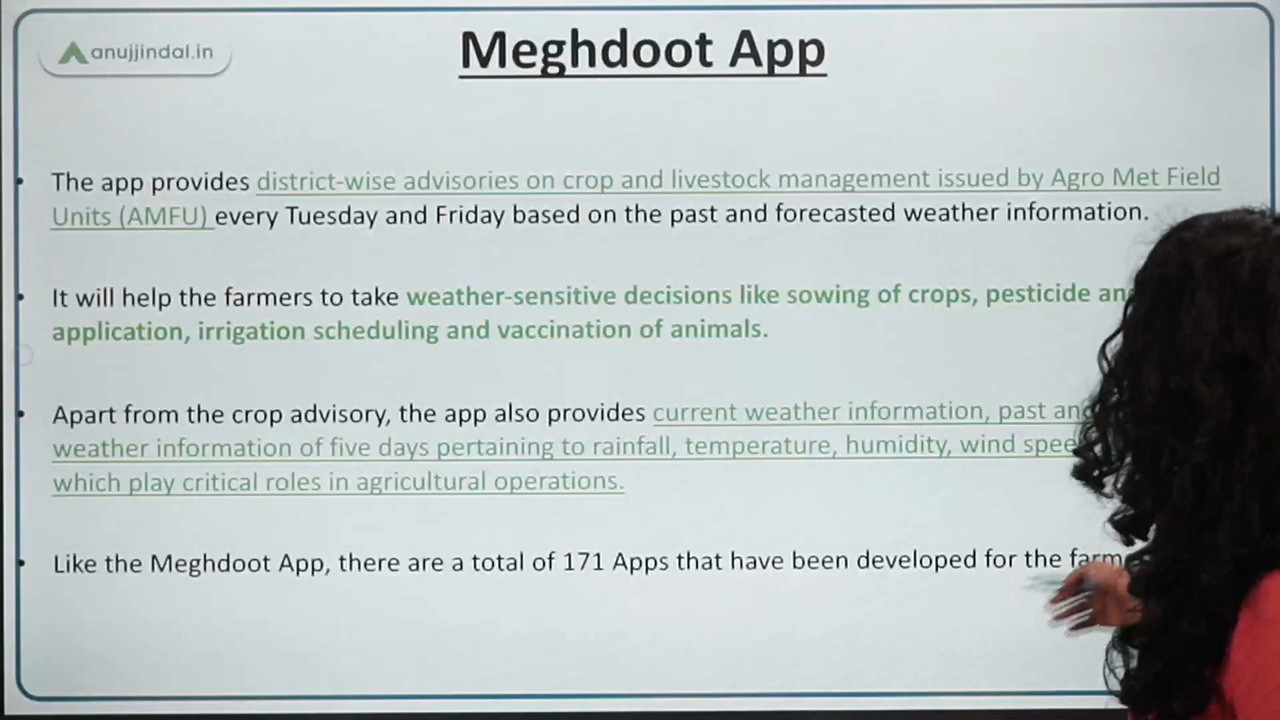 anujjindal.in
Meghdoot App
The app provides district-wise advisories on crop and livestock management issued by Agro Met Field
Units (AMFU) every Tuesday and Friday based on the past and forecasted weather information.
It will help the farmers to take weather-sensitive decisions like sowing of crops, pesticide
application, irrigation scheduling and vaccination of animals.
Apart from the crop advisory, the app also provides current weather information, past
weather information of five days pertaining to rainfall, temperature, humidity, wind
which play critical roles in agricultural operations.
Like the Meghdoot App, there are a total of 171 Apps that have been developed for the